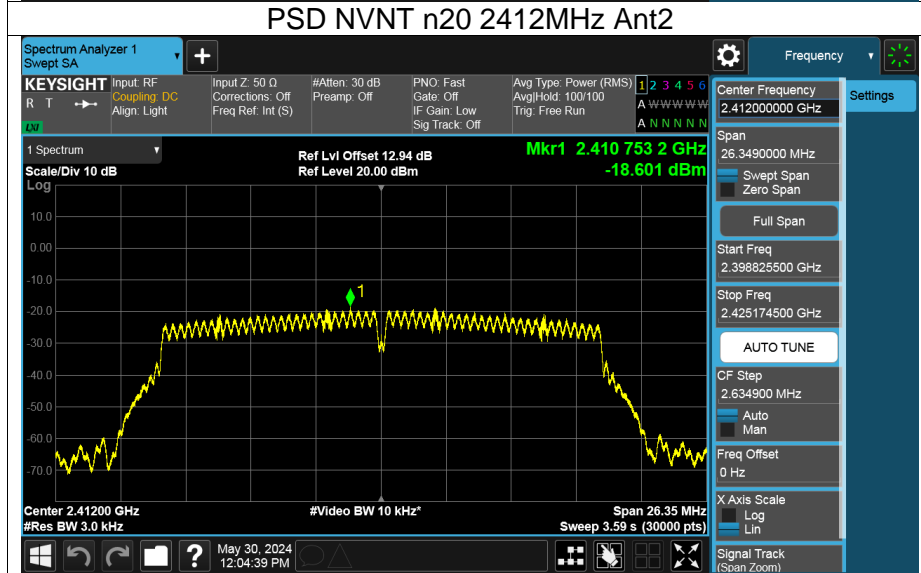 PSD NVNT n20 2412MHz Ant2
Spectrum Analyzer 1
Swept SA
+
Frequency
KEYSIGHT
R T
LXI
Input: RF
Coupling: DC
Align: Light
Input Z: 50 Ω
Corrections: Off
Freq Ref: Int (S)
#Atten: 30 dB
Preamp: Off
PNO: Fast
Gate: Off
IF Gain: Low
Sig Track: Off
Avg Type: Power (RMS)
Avg|Hold: 100/100
Trig: Free Run
1 2 3 4 5 6
A W W W W W
A N N N N N
1 Spectrum
Scale/Div 10 dB
Ref Lvl Offset 12.94 dB
Ref Level 20.00 dBm
Mkr1 2.410 753 2 GHz
-18.601 dBm
Log
10.0
0.00
-10.0
-20.0
-30.0
-40.0
-50.0
-60.0
-70.0
1
Center 2.41200 GHz
#Res BW 3.0 kHz
#Video BW 10 kHz*
Span 26.35 MHz
Sweep 3.59 s (30000 pts)
?
May 30, 2024
12:04:39 PM
Center Frequency
2.412000000 GHz
Settings
Span
26.3490000 MHz
Swept Span
Zero Span
Full Span
Start Freq
2.398825500 GHz
Stop Freq
2.425174500 GHz
AUTO TUNE
CF Step
2.634900 MHz
Auto
Man
Freq Offset
0 Hz
X Axis Scale
Log
Lin
Signal Track
(Span Zoom)